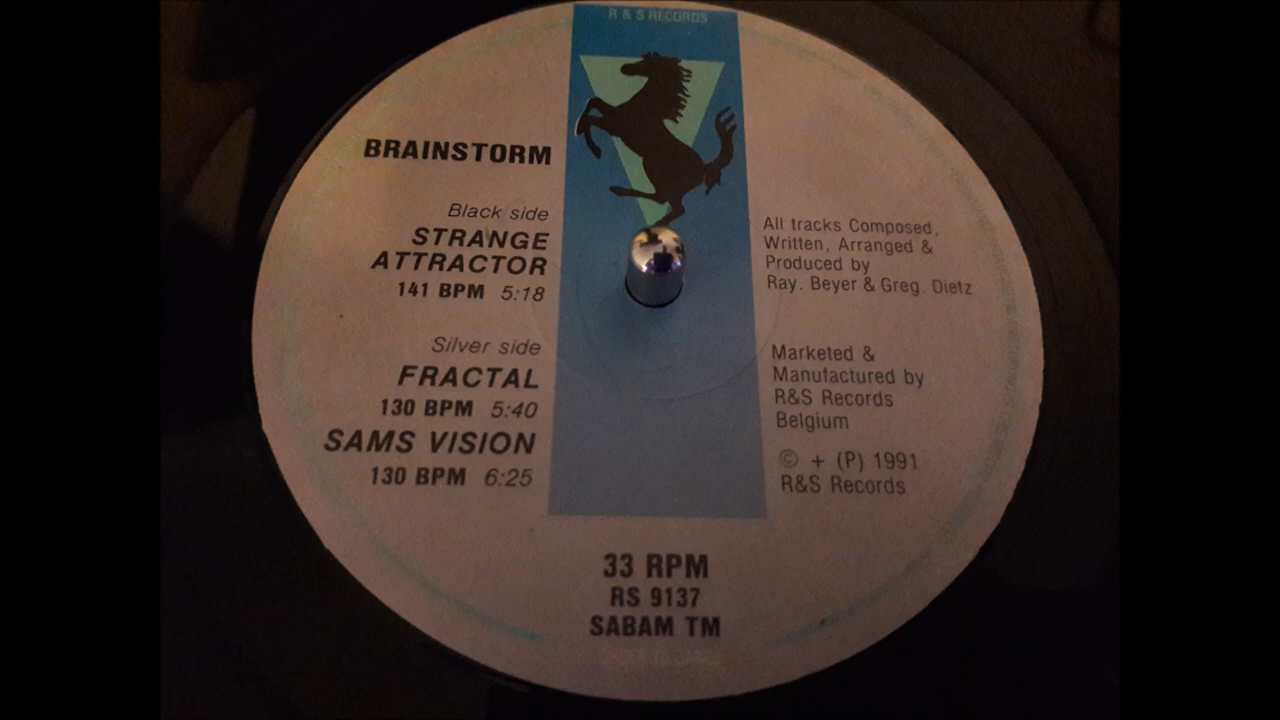 R & S RECORDS
BRAINSTORM
Black side
STRANGE
ATTRACTOR
141 BPM 5:18
Silver side
FRACTAL
130 BPM 5:40
SAMS VISION
130 BPM 6:25
All tracks Composed,
Written, Arranged &
Produced by
Ray. Beyer & Greg. Dietz
Marketed &
Manufactured by
R&S Records
Belgium
© + (P) 1991
R&S Records
33 RPM
RS 9137
SABAM TM